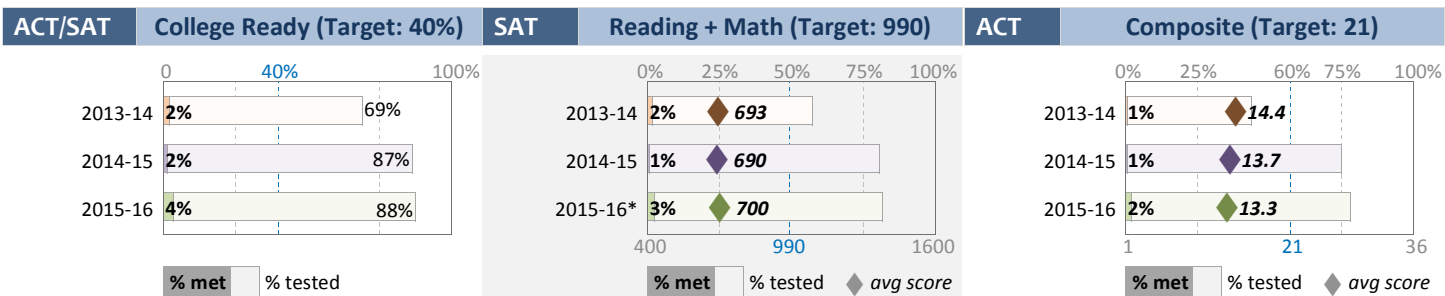 ACT/SAT College Ready (Target: 40%)
0 40% 100%
2013-14 2% 69%
2014-15 2% 87%
2015-16 4% 88%
% met % tested
SAT Reading + Math (Target: 990)
0% 25% 50% 75% 100%
2013-14 2% 693
2014-15 1% 690
2015-16* 3% 700
400 990 1600
% met % tested avg score
ACT Composite (Target: 21)
0% 25% 60% 75% 100%
2013-14 1% 14.4
2014-15 1% 13.7
2015-16 2% 13.3
1 21 36
% met % tested avg score